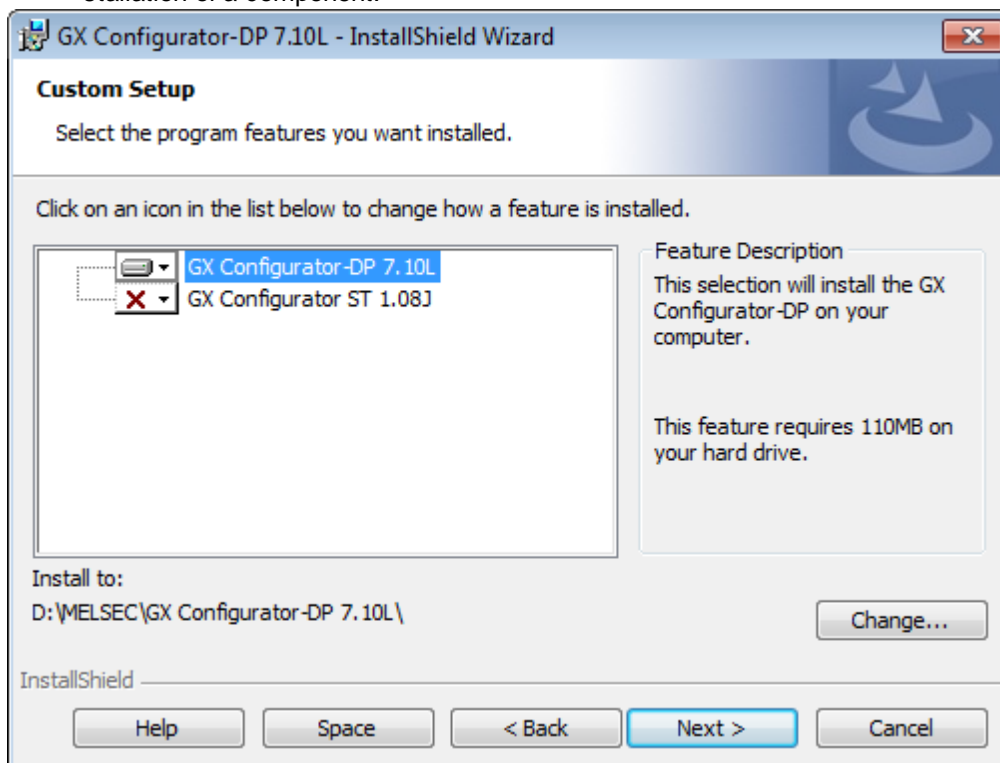 GX Configurator-DP 7.10L - InstallShield Wizard
Custom Setup
Select the program features you want installed.
Click on an icon in the list below to change how a feature is installed.
GX Configurator-DP 7.10L
GX Configurator ST 1.08J
Feature Description
This selection will install the GX
Configurator-DP on your
computer.
This feature requires 110MB on
your hard drive.
Install to:
D:\MELSEC\GX Configurator-DP 7.10L\
Change...
InstallShield
Help
Space
< Back
Next >
Cancel